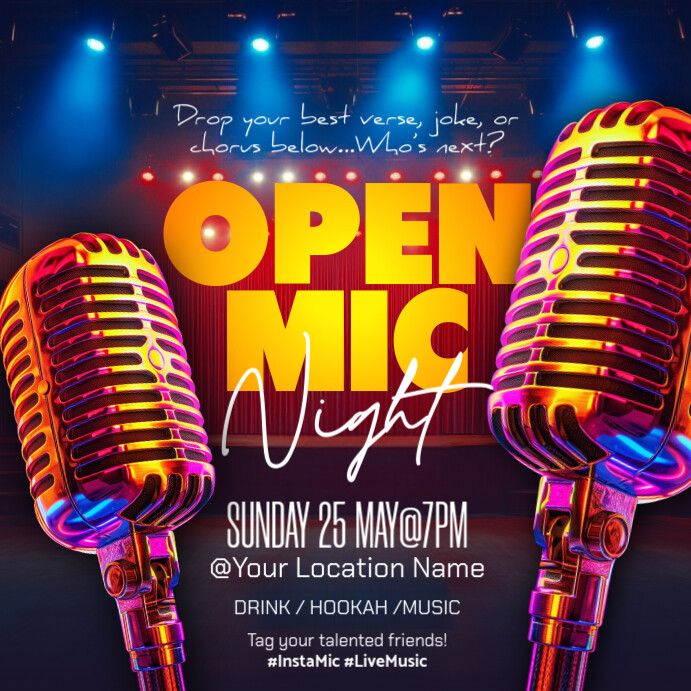 Drop your best verse, joke, or
chorus below...Who's next?
OPEN
MIC
Night
SUNDAY 25 MAY@7PM
@Your Location Name
DRINK / HOOKAH /MUSIC
Tag your talented friends!
#InstaMic #LiveMusic